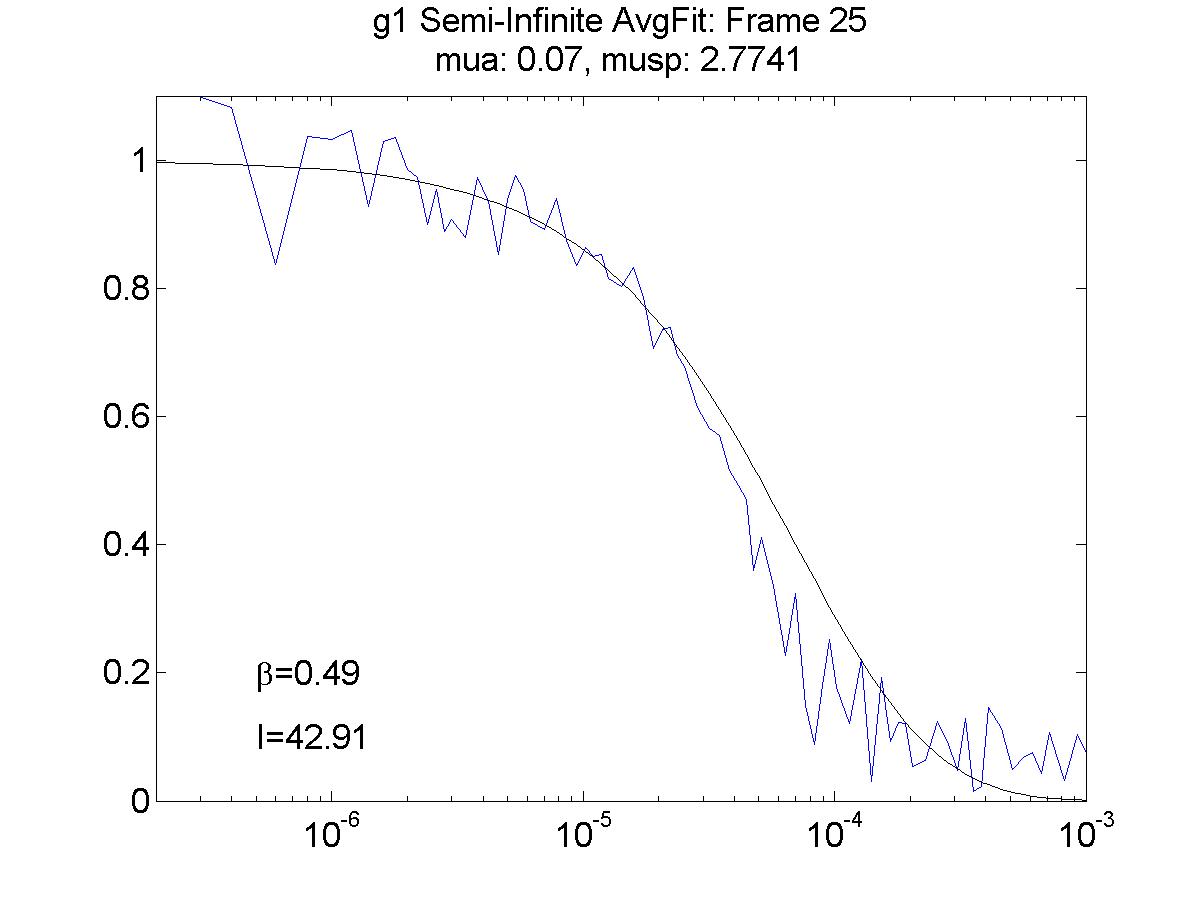 g1 Semi-Infinite AvgFit: Frame 25
mua: 0.07, musp: 2.7741
1
0.8
0.6
0.4
0.2
0
β=0.49
I=42.91
10^-6
10^-5
10^-4
10^-3